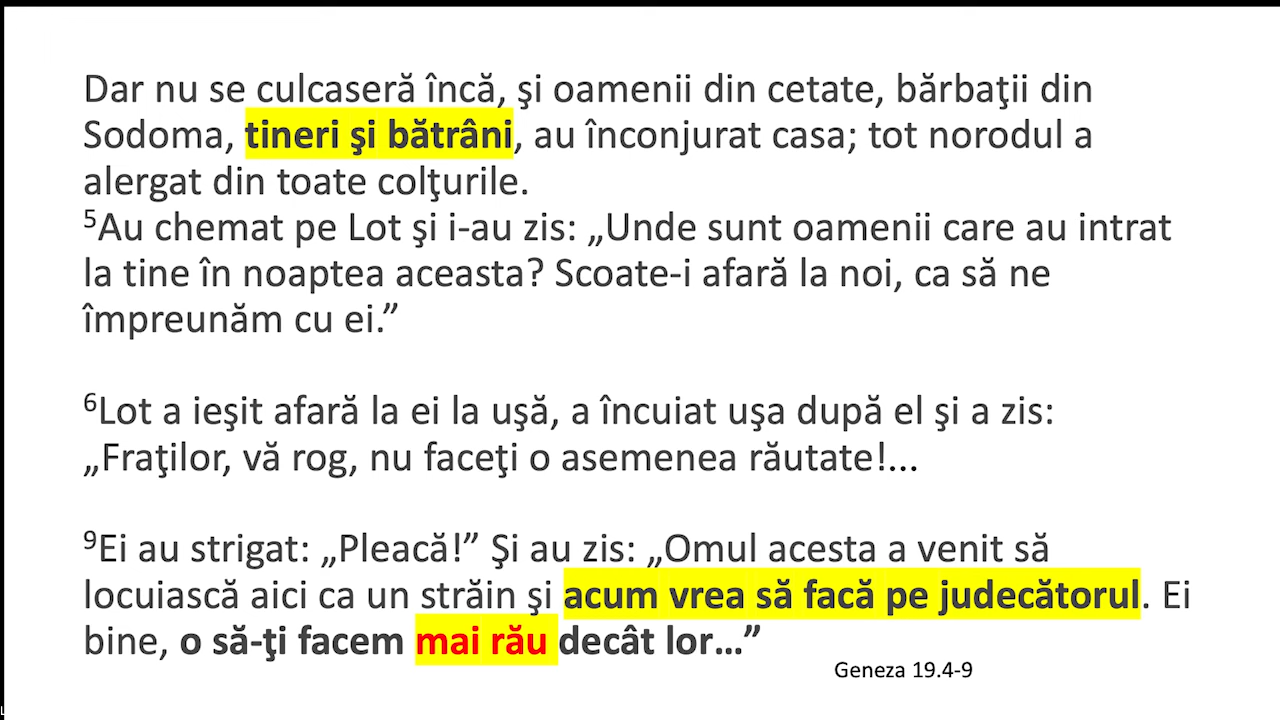 Dar nu se culcaseră încă, şi oamenii din cetate, bărbaţii din
Sodoma, tineri şi bătrâni, au înconjurat casa; tot norodul a
alergat din toate colţurile.
⁵Au chemat pe Lot şi i-au zis: „Unde sunt oamenii care au intrat
la tine în noaptea aceasta? Scoate-i afară la noi, ca să ne
împreunăm cu ei.”
⁶Lot a ieşit afară la ei la uşă, a încuiat uşa după el şi a zis:
„Fraţilor, vă rog, nu faceţi o asemenea răutate!...
⁹Ei au strigat: „Pleacă!” Şi au zis: „Omul acesta a venit să
locuiască aici ca un străin şi acum vrea să facă pe judecătorul. Ei
bine, o să-ţi facem mai rău decât lor…”
Geneza 19.4-9